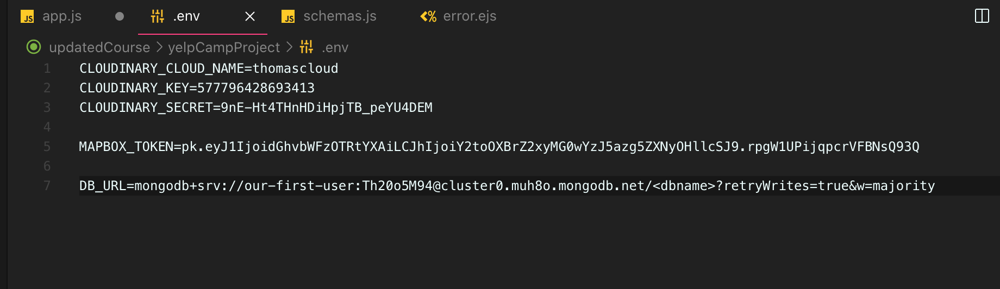 app.js .env schemas.js error.ejs
updatedCourse > yelpCampProject > .env
1 CLOUDINARY_CLOUD_NAME=thomascloud
2 CLOUDINARY_KEY=577796428693413
3 CLOUDINARY_SECRET=9nE-Ht4THnHDiHpjTB_peYU4DEM
4
5 MAPBOX_TOKEN=pk.eyJ1IjoidGhvbWFzOTRtYXAiLCJhIjoiY2toOXBrZ2xyMG0wYzJ5azg5ZXNyOHllcSJ9.rpgW1UPijqpcrVFBNsQ93Q
6
7 DB_URL=mongodb+srv://our-first-user:Th20o5M94@cluster0.muh8o.mongodb.net/<dbname>?retryWrites=true&w=majority